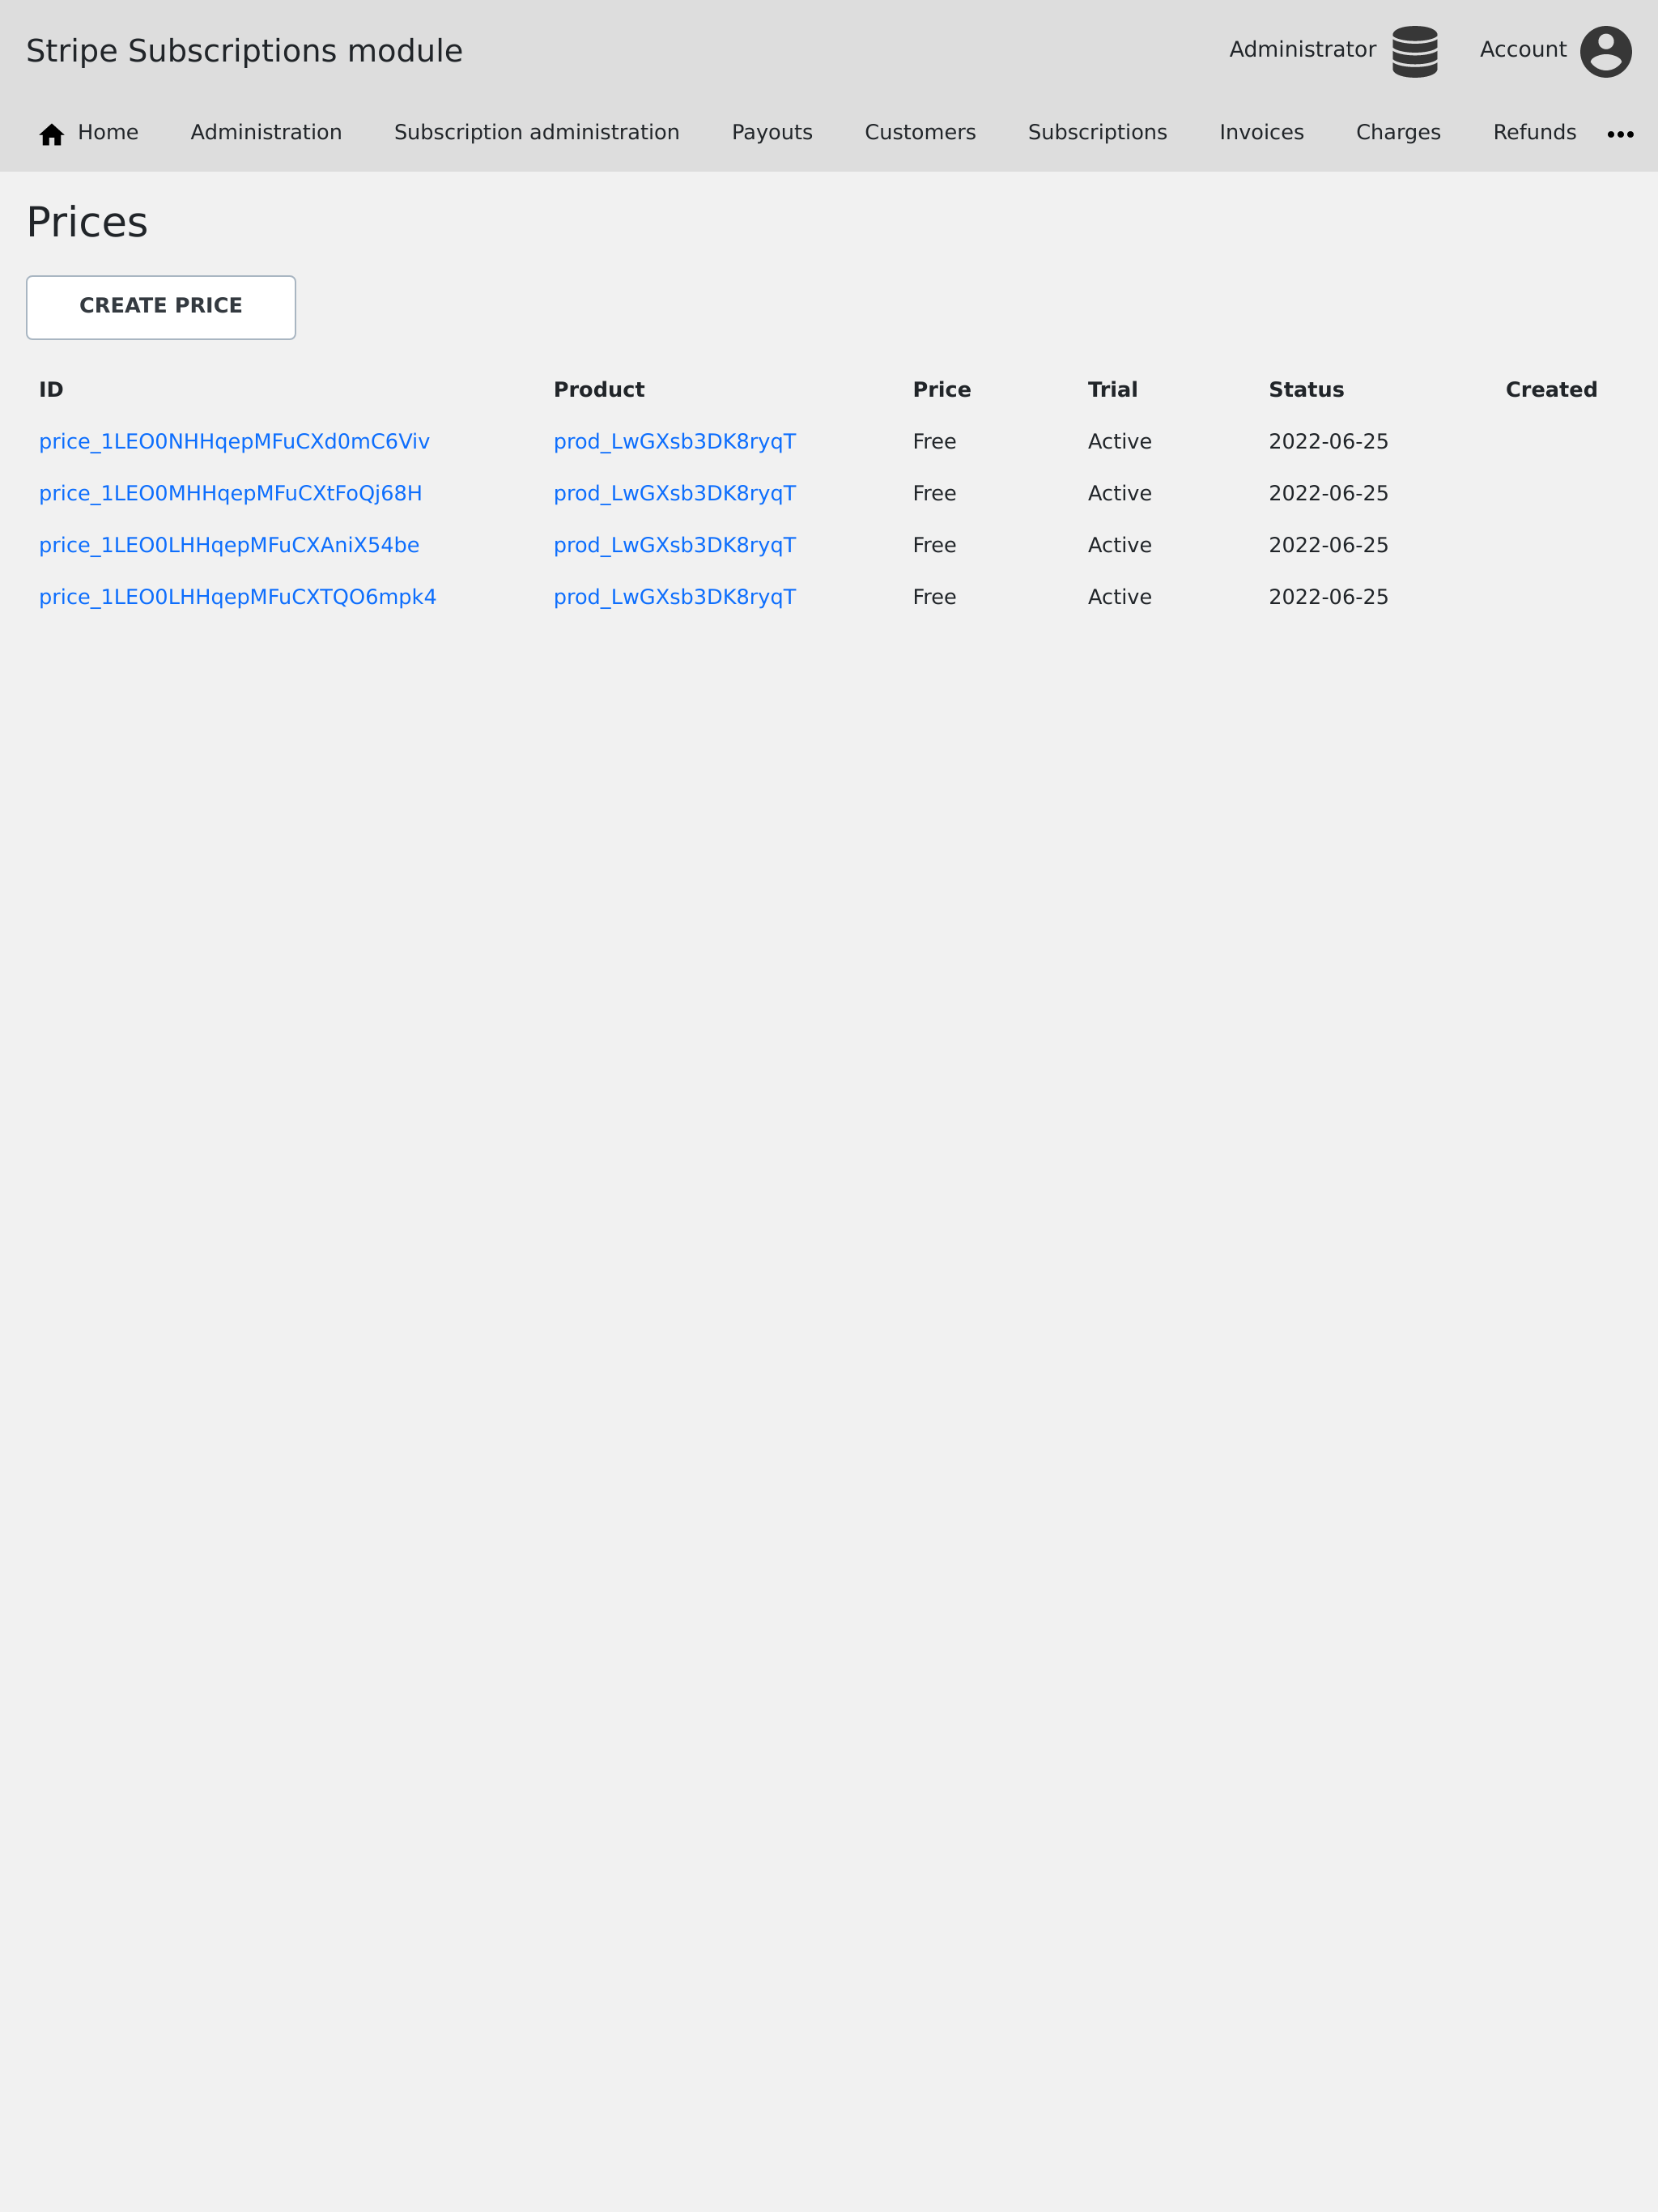 Stripe Subscriptions module
Administrator Account
Home Administration Subscription administration Payouts Customers Subscriptions Invoices Charges Refunds
Prices
CREATE PRICE
ID Product Price Trial Status Created
price_1LEO0NHHqepMFuCXd0mC6Viv prod_LwGXsb3DK8ryqT Free Active 2022-06-25
price_1LEO0MHHqepMFuCXtFoQj68H prod_LwGXsb3DK8ryqT Free Active 2022-06-25
price_1LEO0LHHqepMFuCXAniX54be prod_LwGXsb3DK8ryqT Free Active 2022-06-25
price_1LEO0LHHqepMFuCXTQO6mpk4 prod_LwGXsb3DK8ryqT Free Active 2022-06-25